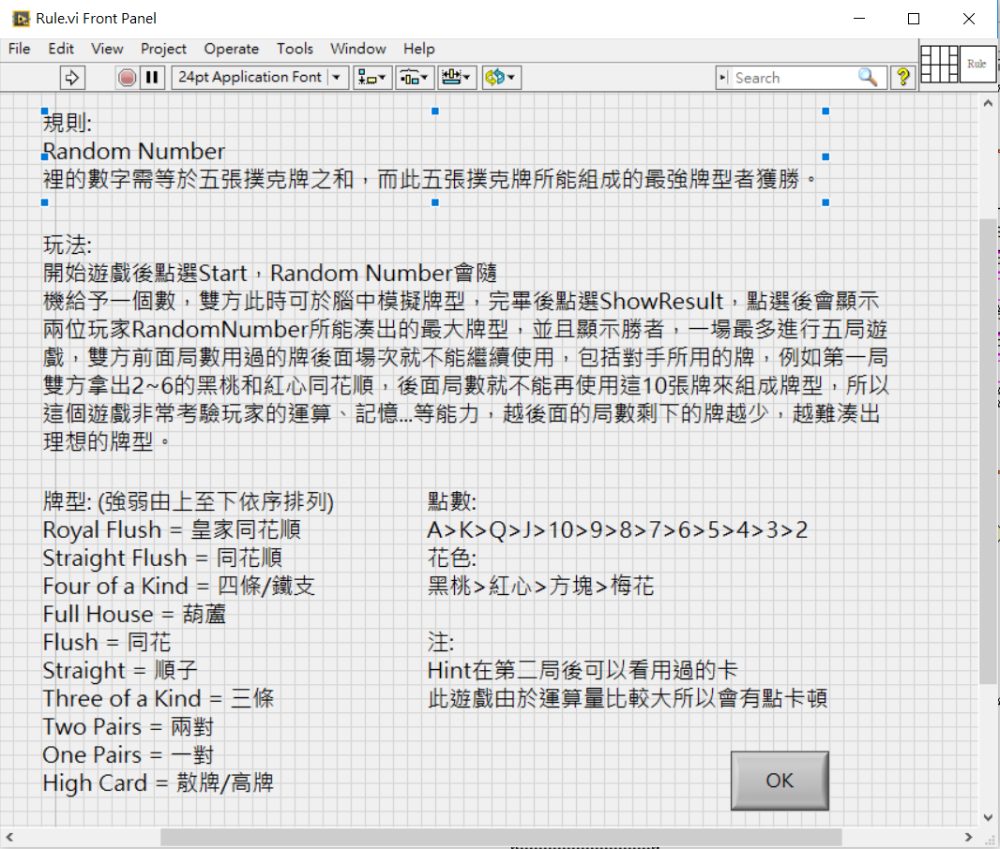 Rule.vi Front Panel
File Edit View Project Operate Tools Window Help
24pt Application Font Search ? Rule
規則:
Random Number
裡的數字需等於五張撲克牌之和，而此五張撲克牌所能組成的最強牌型者獲勝。
玩法:
開始遊戲後點選Start，Random Number會隨
機給予一個數，雙方此時可於腦中模擬牌型，完畢後點選ShowResult，點選後會顯示
兩位玩家RandomNumber所能湊出的最大牌型，並且顯示勝者，一場最多進行五局遊
戲，雙方前面局數用過的牌後面場次就不能繼續使用，包括對手所用的牌，例如第一局
雙方拿出2~6的黑桃和紅心同花順，後面局數就不能再使用這10張牌來組成牌型，所以
這個遊戲非常考驗玩家的運算、記憶...等能力，越後面的局數剩下的牌越少，越難湊出
理想的牌型。
牌型: (強弱由上至下依序排列)
Royal Flush = 皇家同花順
Straight Flush = 同花順
Four of a Kind = 四條/鐵支
Full House = 葫蘆
Flush = 同花
Straight = 順子
Three of a Kind = 三條
Two Pairs = 兩對
One Pairs = 一對
High Card = 散牌/高牌
點數:
A>K>Q>J>10>9>8>7>6>5>4>3>2
花色:
黑桃>紅心>方塊>梅花
注:
Hint在第二局後可以看用過的卡
此遊戲由於運算量比較大所以會有點卡頓
OK